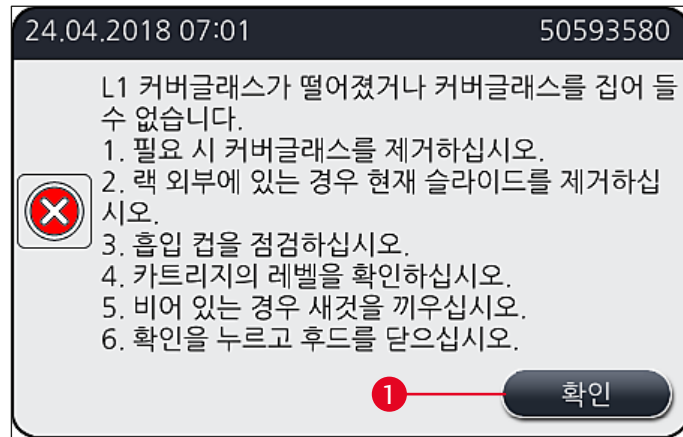 24.04.2018 07:01 50593580
L1 커버글래스가 떨어졌거나 커버글래스를 집어 들
수 없습니다.
1. 필요 시 커버글래스를 제거하십시오.
2. 랙 외부에 있는 경우 현재 슬라이드를 제거하십
시오.
3. 흡입 컵을 점검하십시오.
4. 카트리지의 레벨을 확인하십시오.
5. 비어 있는 경우 새것을 끼우십시오.
6. 확인을 누르고 후드를 닫으십시오.
1 확인